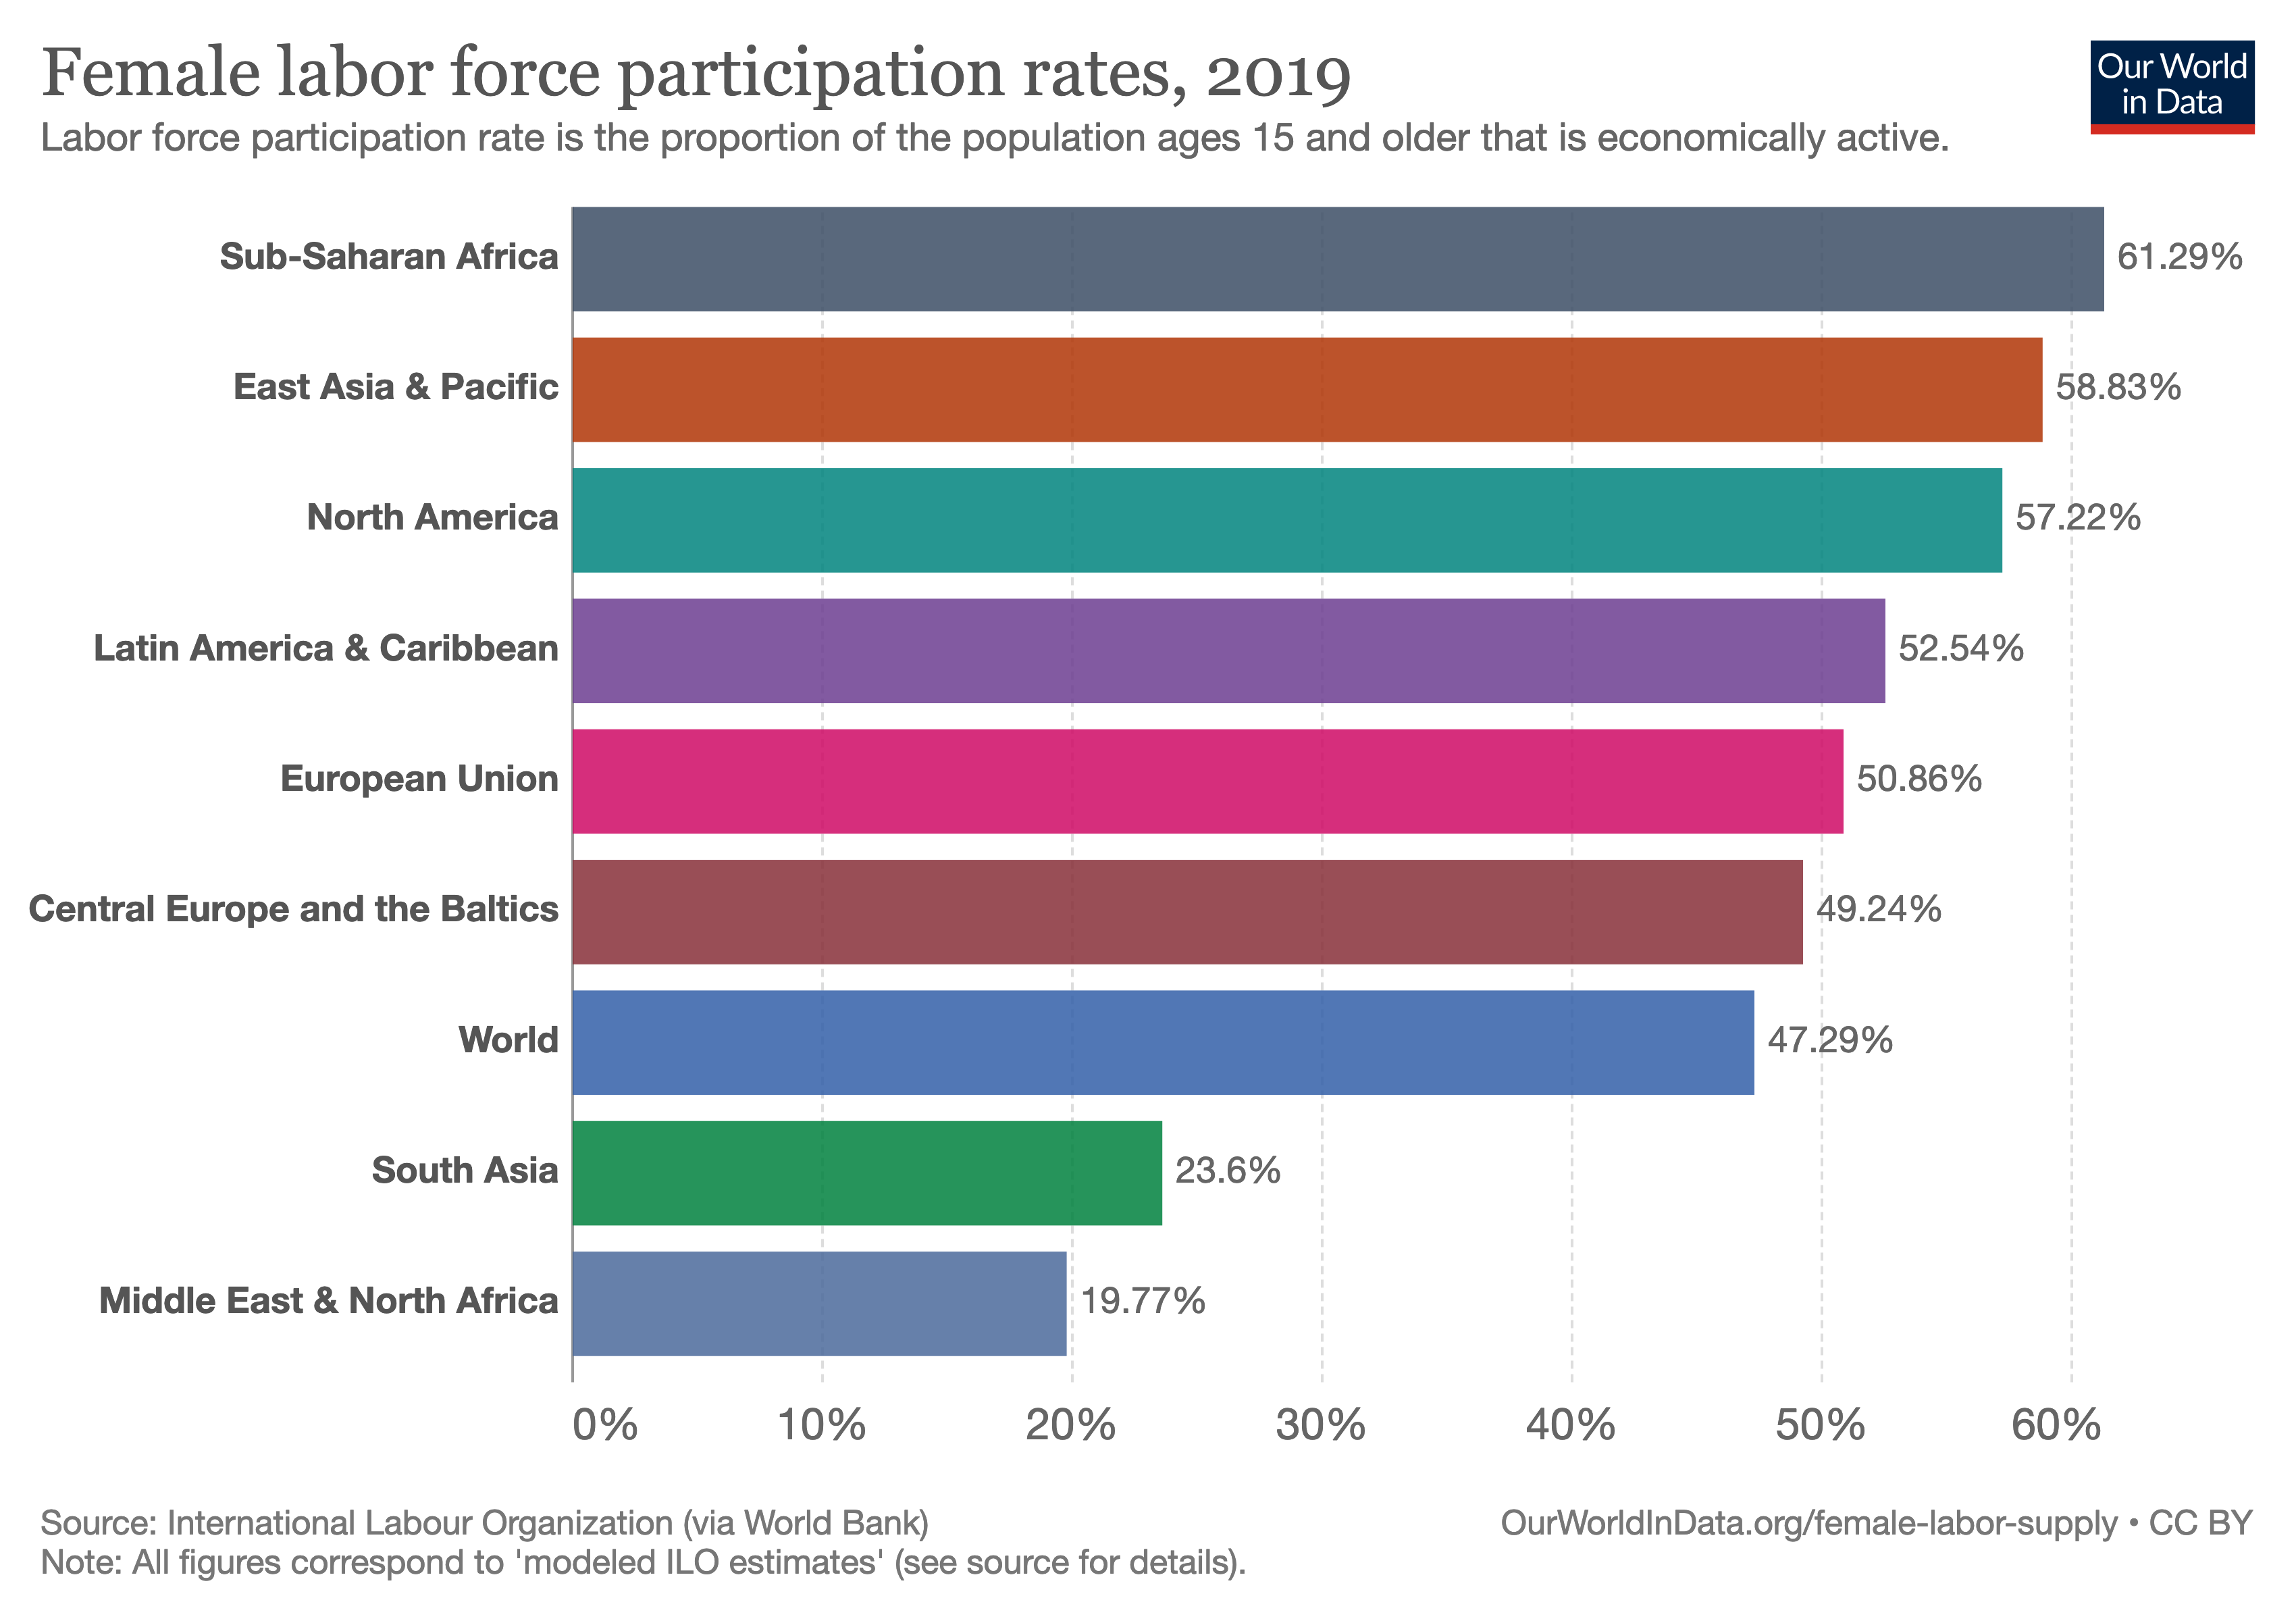 Female labor force participation rates, 2019
Our World
in Data
Labor force participation rate is the proportion of the population ages 15 and older that is economically active.
Sub-Saharan Africa 61.29%
East Asia & Pacific 58.83%
North America 57.22%
Latin America & Caribbean 52.54%
European Union 50.86%
Central Europe and the Baltics 49.24%
World 47.29%
South Asia 23.6%
Middle East & North Africa 19.77%
0% 10% 20% 30% 40% 50% 60%
Source: International Labour Organization (via World Bank) OurWorldInData.org/female-labor-supply • CC BY
Note: All figures correspond to 'modeled ILO estimates' (see source for details).